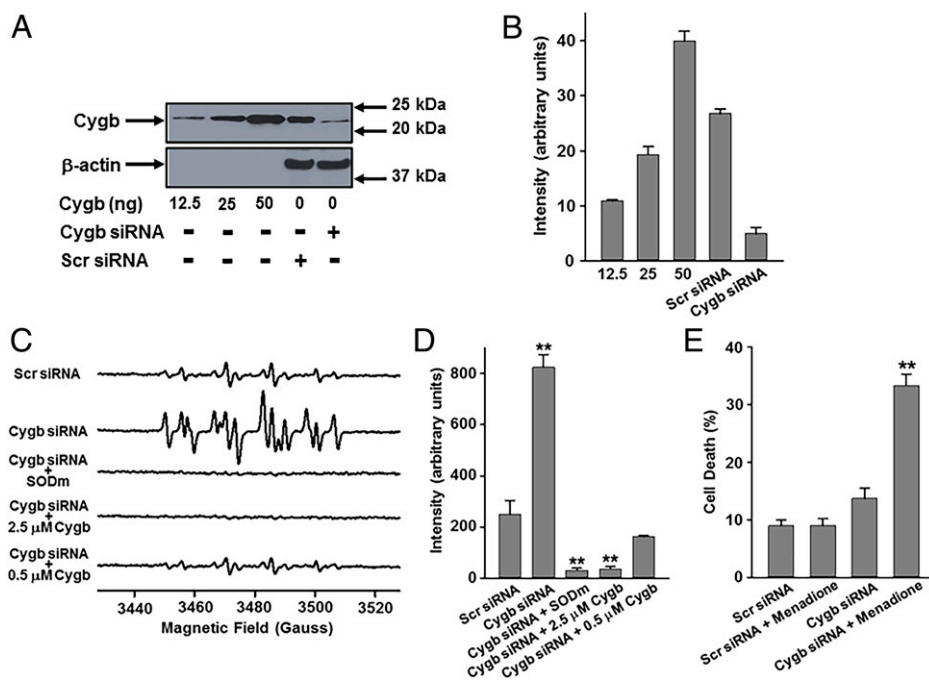 A
25 kDa
Cygb
20 kDa
β-actin
37 kDa
Cygb (ng) 12.5 25 50 0 0
Cygb siRNA - - - - +
Scr siRNA - - - + -
B
Intensity (arbitrary units)
40
30
20
10
0
12.5 25 50 Scr siRNA Cygb siRNA
C
Scr siRNA
Cygb siRNA
Cygb siRNA
+
SODm
Cygb siRNA
+
2.5 μM Cygb
Cygb siRNA
+
0.5 μM Cygb
3440 3460 3480 3500 3520
Magnetic Field (Gauss)
D
Intensity (arbitrary units)
800
600
400
200
0
**
** **
Scr siRNA
Cygb siRNA
Cygb siRNA + SODm
Cygb siRNA + 2.5 μM Cygb
Cygb siRNA + 0.5 μM Cygb
E
Cell Death (%)
40
30
20
10
0
**
Scr siRNA
Scr siRNA + Menadione
Cygb siRNA
Cygb siRNA + Menadione